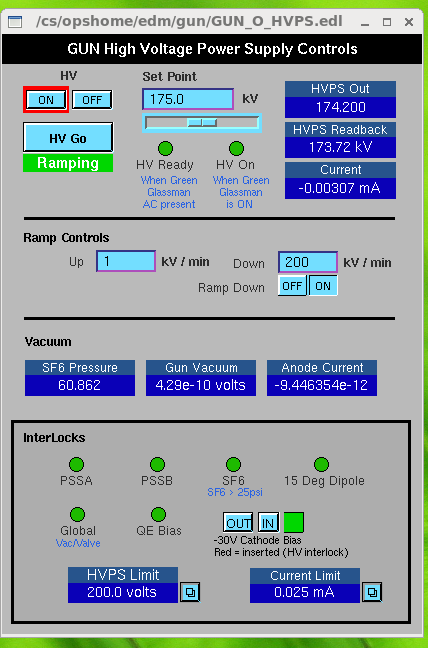 /cs/opshome/edm/gun/GUN_O_HVPS.edl
GUN High Voltage Power Supply Controls
HV
ON OFF
HV Go
Ramping
Set Point
175.0 kV
HV Ready
When Green
Glassman
AC present
HV On
When Green
Glassman
is ON
HVPS Out
174.200
HVPS Readback
173.72 kV
Current
-0.00307 mA
Ramp Controls
Up 1 kV / min
Down 200 kV / min
Ramp Down OFF ON
Vacuum
SF6 Pressure
60.862
Gun Vacuum
4.29e-10 volts
Anode Current
-9.446354e-12
InterLocks
PSSA
PSSB
SF6
SF6 > 25psi
15 Deg Dipole
Global
Vac/Valve
QE Bias
OUT IN
-30V Cathode Bias
Red = inserted (HV interlock)
HVPS Limit
200.0 volts
Current Limit
0.025 mA